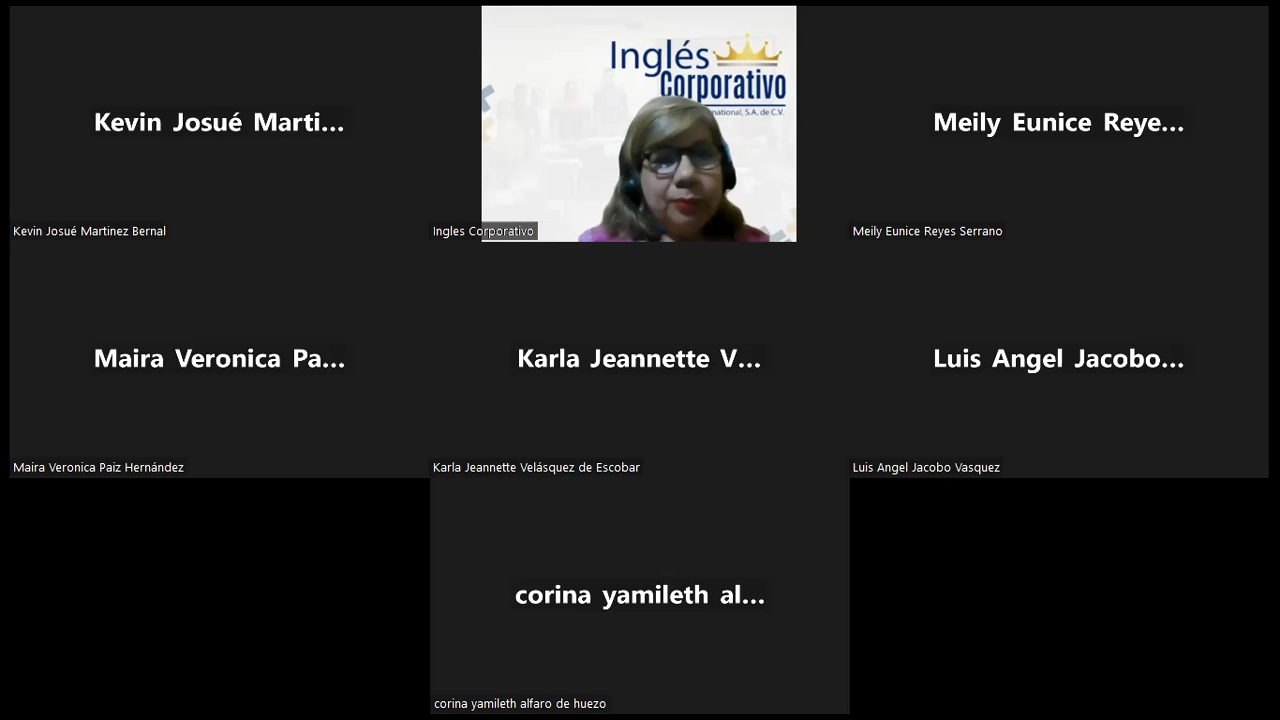 Kevin Josué Marti...
Kevin Josué Martinez Bernal
Inglés
Corporativo
national, S.A. de C.V.
Ingles Corporativo
Meily Eunice Reye...
Meily Eunice Reyes Serrano
Maira Veronica Pa...
Maira Veronica Paiz Hernández
Karla Jeannette V...
Karla Jeannette Velásquez de Escobar
Luis Angel Jacobo...
Luis Angel Jacobo Vasquez
corina yamileth al...
corina yamileth alfaro de huezo